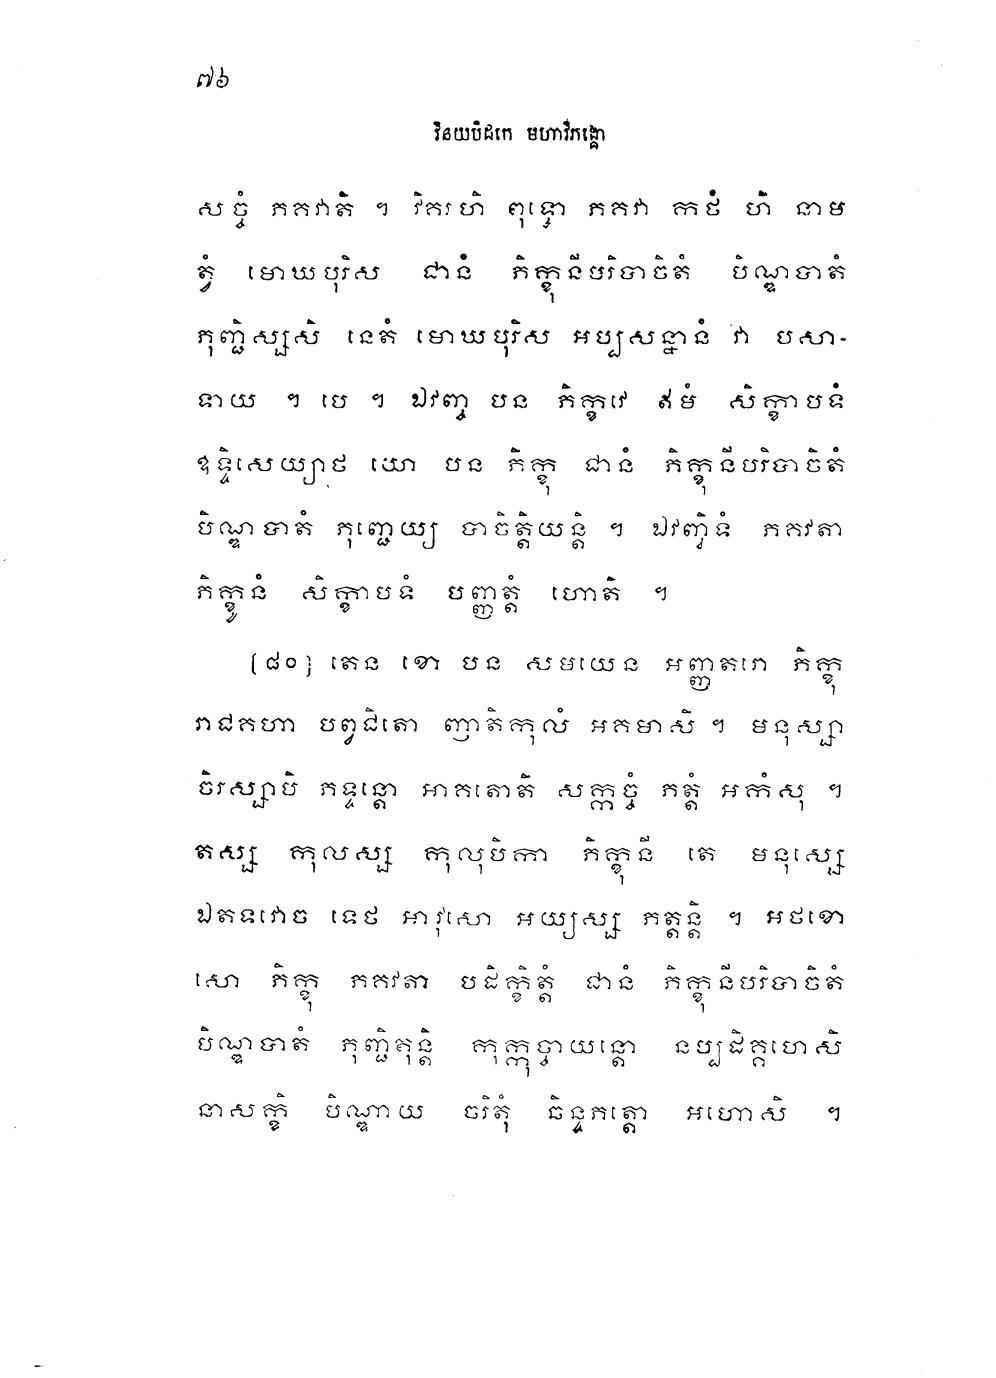 ៧៦
វិនយបិដកេ មហាវិភង្គោ
សច្ចំ ភគវាតិ ។ វិគរហិ ពុទ្ធោ ភគវា កថំ ហិ នាម
ត្វំ មោឃបុរិស ជានំ ភិក្ខុនីបរិបាចិតំ បិណ្ឌបាតំ
ភុញ្ជិស្សសិ នេតំ មោឃបុរិស អប្បសន្នានំ វា បសា-
ទាយ ។ បេ ។ ឯវញ្ច បន ភិក្ខវេ ឥមំ សិក្ខាបទំ
ឧទ្ទិសេយ្យាថ យោ បន ភិក្ខុ ជានំ ភិក្ខុនីបរិបាចិតំ
បិណ្ឌបាតំ ភុញ្ជេយ្យ បាចិត្តិយន្តិ ។ ឯវញ្ចិទំ ភគវតា
ភិក្ខូនំ សិក្ខាបទំ បញ្ញត្តំ ហោតិ ។
(៨០) តេន ខោ បន សមយេន អញ្ញតរោ ភិក្ខុ
រាជគហា បព្វជិតោ ញាតិកុលំ អគមាសិ ។ មនុស្សា
ចិរស្សាបិ ភទ្ទន្តោ អាគតោតិ សក្កច្ចំ ភត្តំ អកំសុ ។
តស្ស កុលស្ស កុលុបិកា ភិក្ខុនី តេ មនុស្សេ
ឯតទវោច ទេថ អាវុសោ អយ្យស្ស ភត្តន្តិ ។ អថខោ
សោ ភិក្ខុ ភគវតា បដិក្ខិត្តំ ជានំ ភិក្ខុនីបរិបាចិតំ
បិណ្ឌបាតំ ភុញ្ជិតុន្តិ កុក្កុច្ចាយន្តោ នប្បដិគ្គហេសិ
នាសក្ខិ បិណ្ឌាយ ចរិតុំ ឆិន្នភត្តោ អហោសិ ។